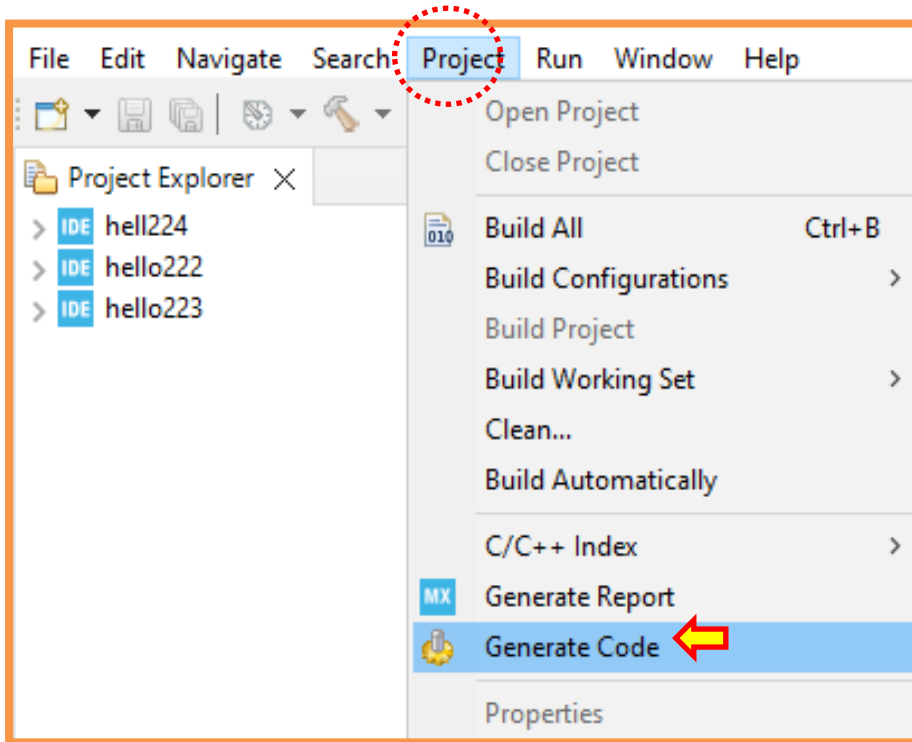 File Edit Navigate Search Project Run Window Help
Project Explorer
IDE hell224
IDE hello222
IDE hello223
Open Project
Close Project
010 Build All Ctrl+B
Build Configurations
Build Project
Build Working Set
Clean...
Build Automatically
C/C++ Index
MX Generate Report
Generate Code
Properties